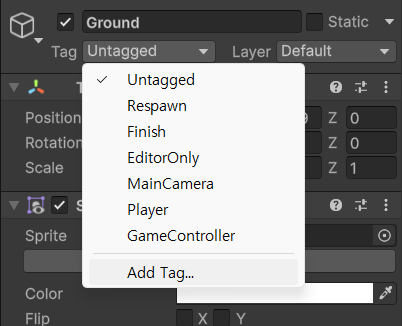 Ground
Static
Tag Untagged Layer Default
Untagged
Respawn
Finish
EditorOnly
MainCamera
Player
GameController
Add Tag...
Position Z 0
Rotation Z 0
Scale Z 1
Sprite
Color
Flip X Y